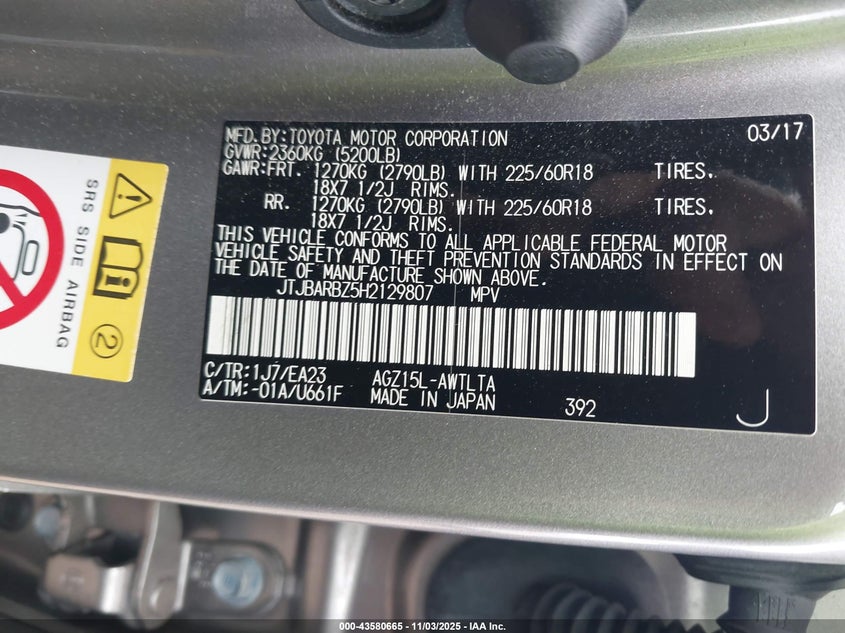 MFD.BY:TOYOTA MOTOR CORPORATION 03/17
GVWR:2360KG (5200LB)
GAWR:FRT. 1270KG (2790LB) WITH 225/60R18 TIRES.
18X7 1/2J RIMS.
RR. 1270KG (2790LB) WITH 225/60R18 TIRES.
18X7 1/2J RIMS.
THIS VEHICLE CONFORMS TO ALL APPLICABLE FEDERAL MOTOR
VEHICLE SAFETY AND THEFT PREVENTION STANDARDS IN EFFECT ON
THE DATE OF MANUFACTURE SHOWN ABOVE.
JTJBARBZ5H2129807 MPV
C/TR:1J7/EA23 AGZ15L-AWTLTA
A/TM:-01A/U661F MADE IN JAPAN 392 J
SRS SIDE AIRBAG
2
000-43580665 - 11/03/2025 - IAA Inc.